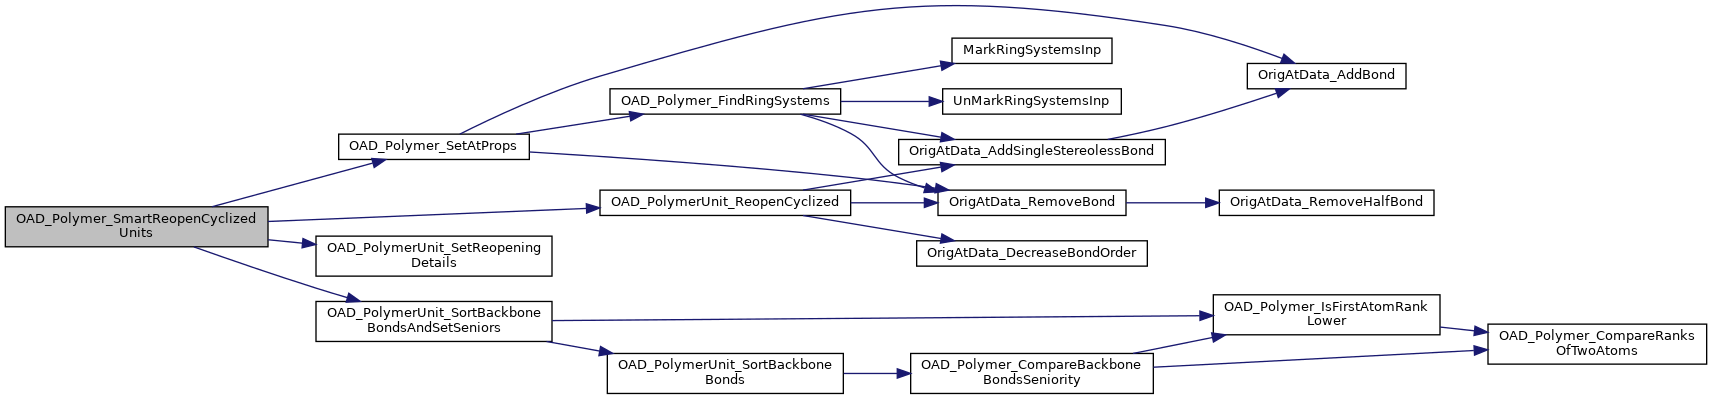 OAD_Polymer_SmartReopenCyclized
Units
OAD_Polymer_SetAtProps
OAD_PolymerUnit_ReopenCyclized
OAD_PolymerUnit_SetReopening
Details
OAD_PolymerUnit_SortBackbone
BondsAndSetSeniors
OAD_Polymer_FindRingSystems
OAD_PolymerUnit_SortBackbone
Bonds
MarkRingSystemsInp
UnMarkRingSystemsInp
OrigAtData_AddSingleStereolessBond
OrigAtData_RemoveBond
OrigAtData_DecreaseBondOrder
OAD_Polymer_CompareBackbone
BondsSeniority
OrigAtData_AddBond
OrigAtData_RemoveHalfBond
OAD_Polymer_IsFirstAtomRank
Lower
OAD_Polymer_CompareRanks
OfTwoAtoms